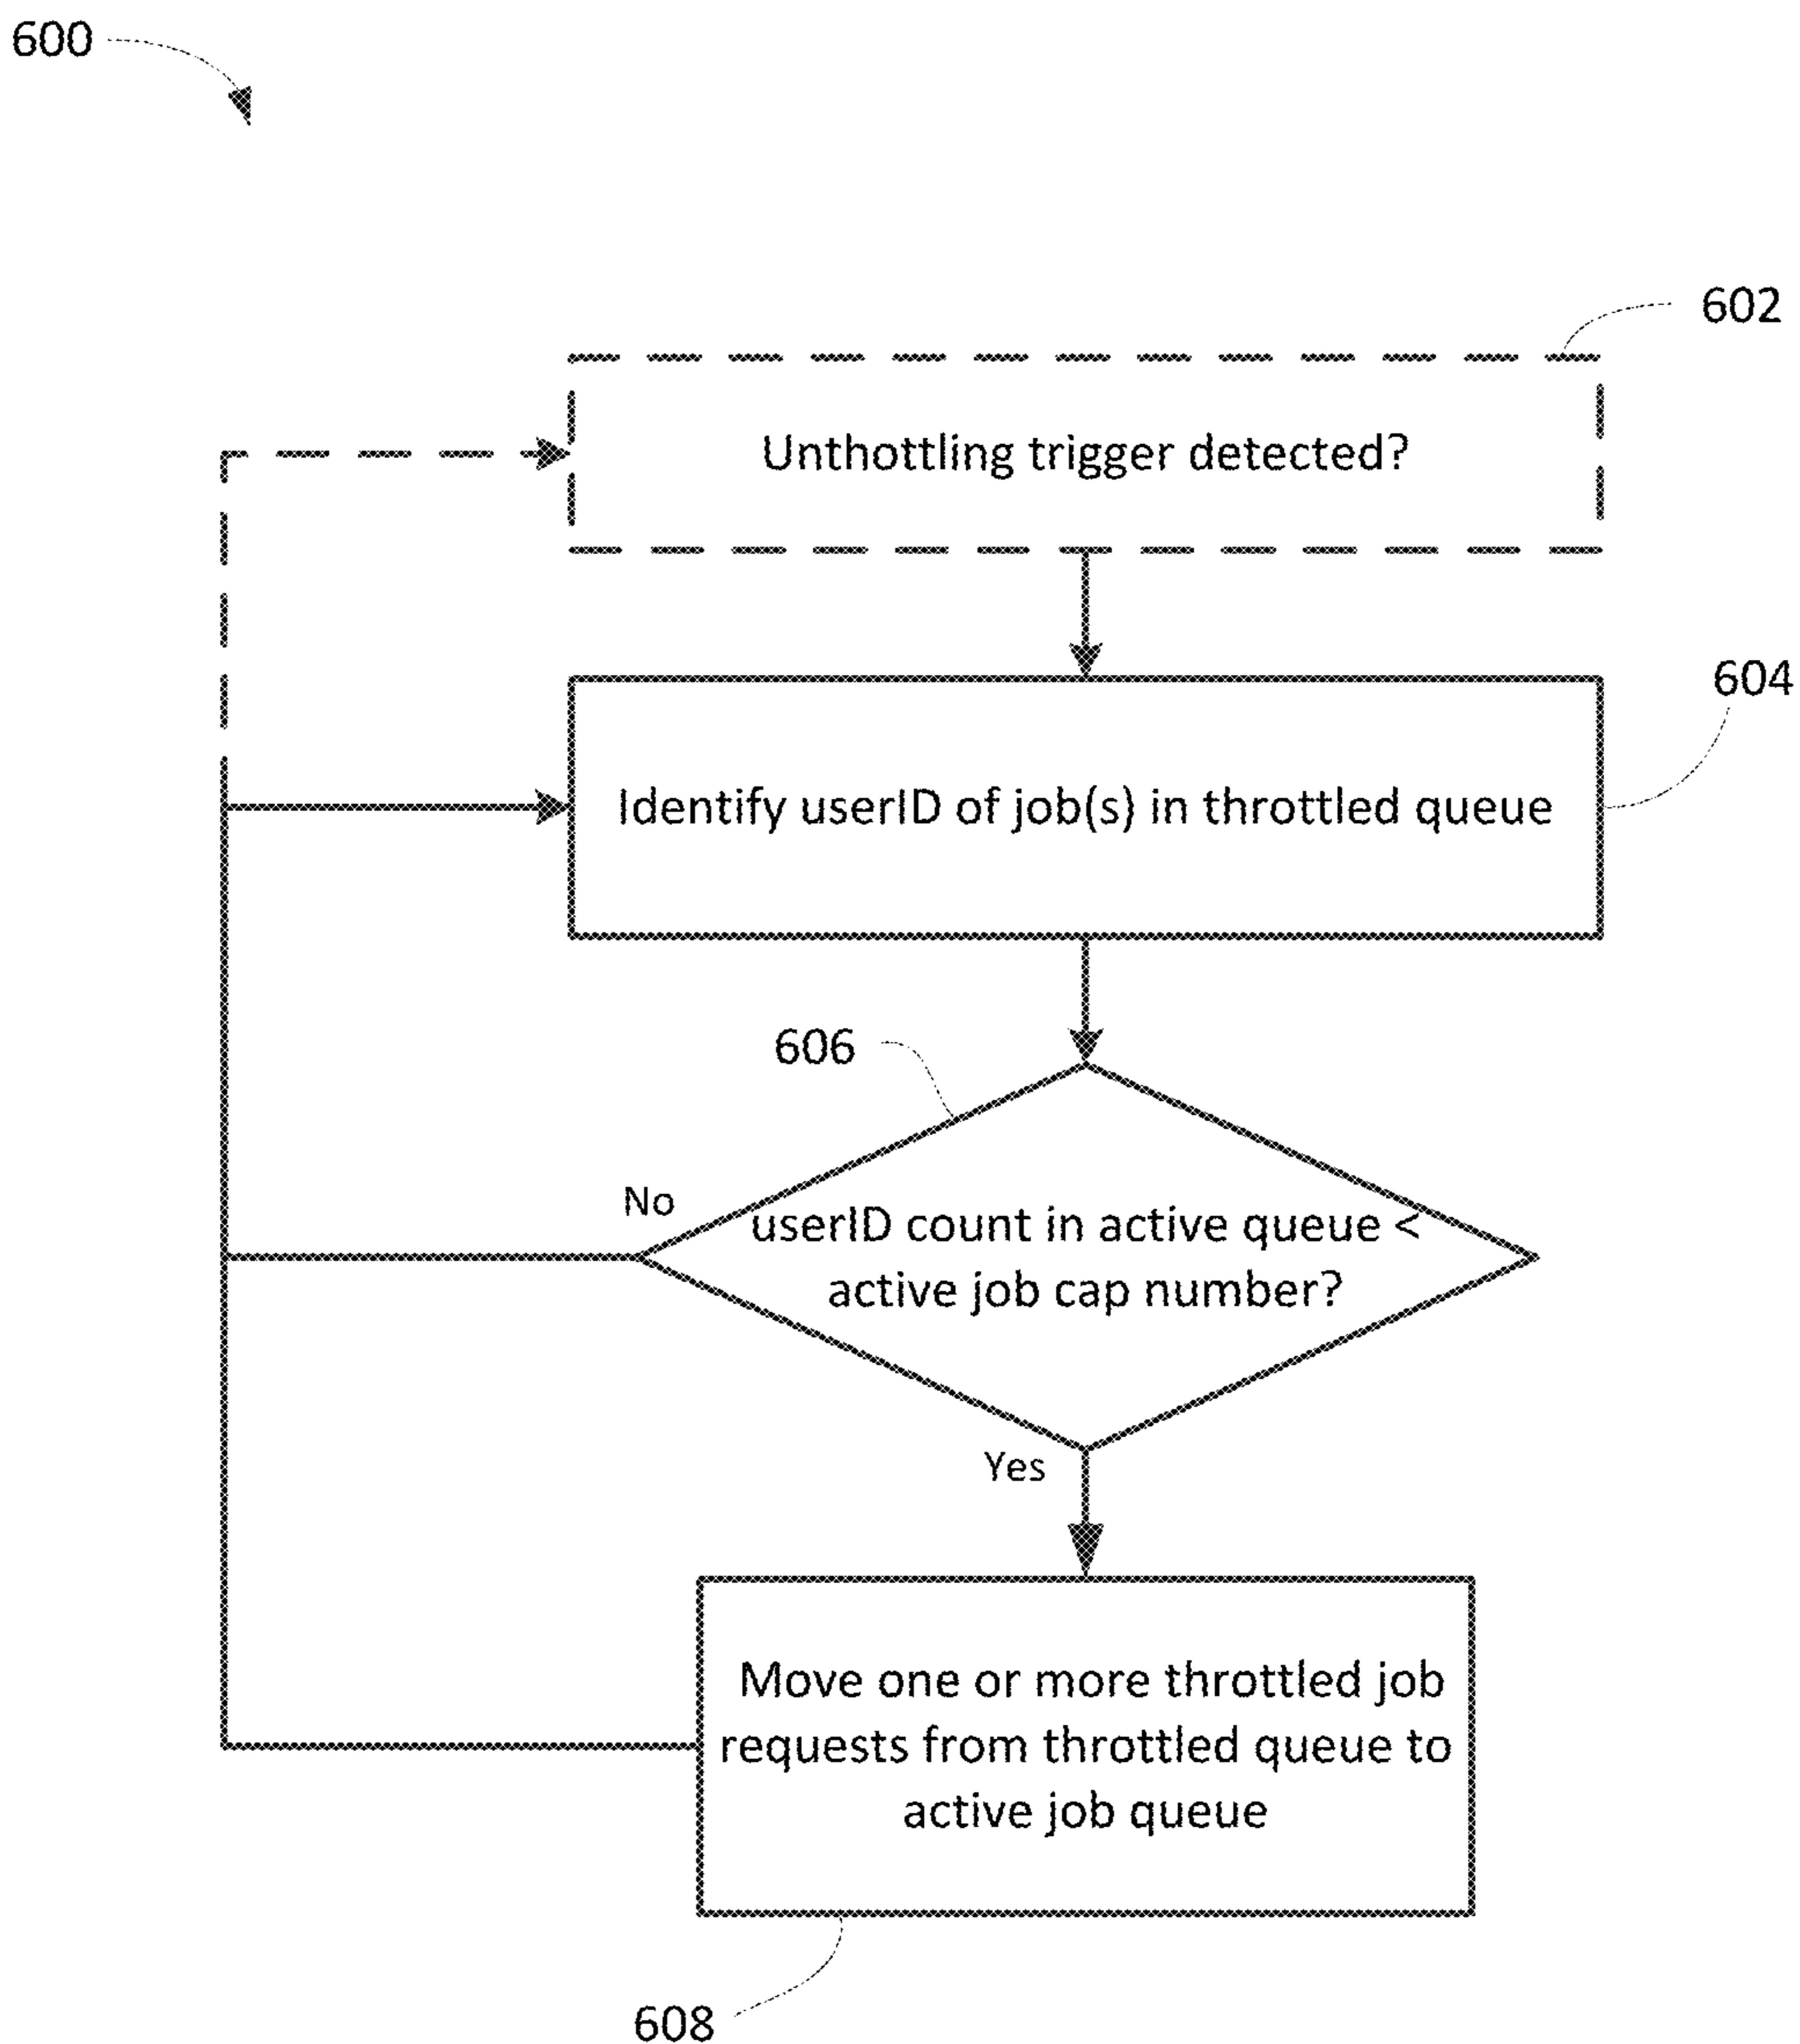 600
602
Unthottling trigger detected?
604
Identify userID of job(s) in throttled queue
606
No
userID count in active queue <
active job cap number?
Yes
Move one or more throttled job
requests from throttled queue to
active job queue
608